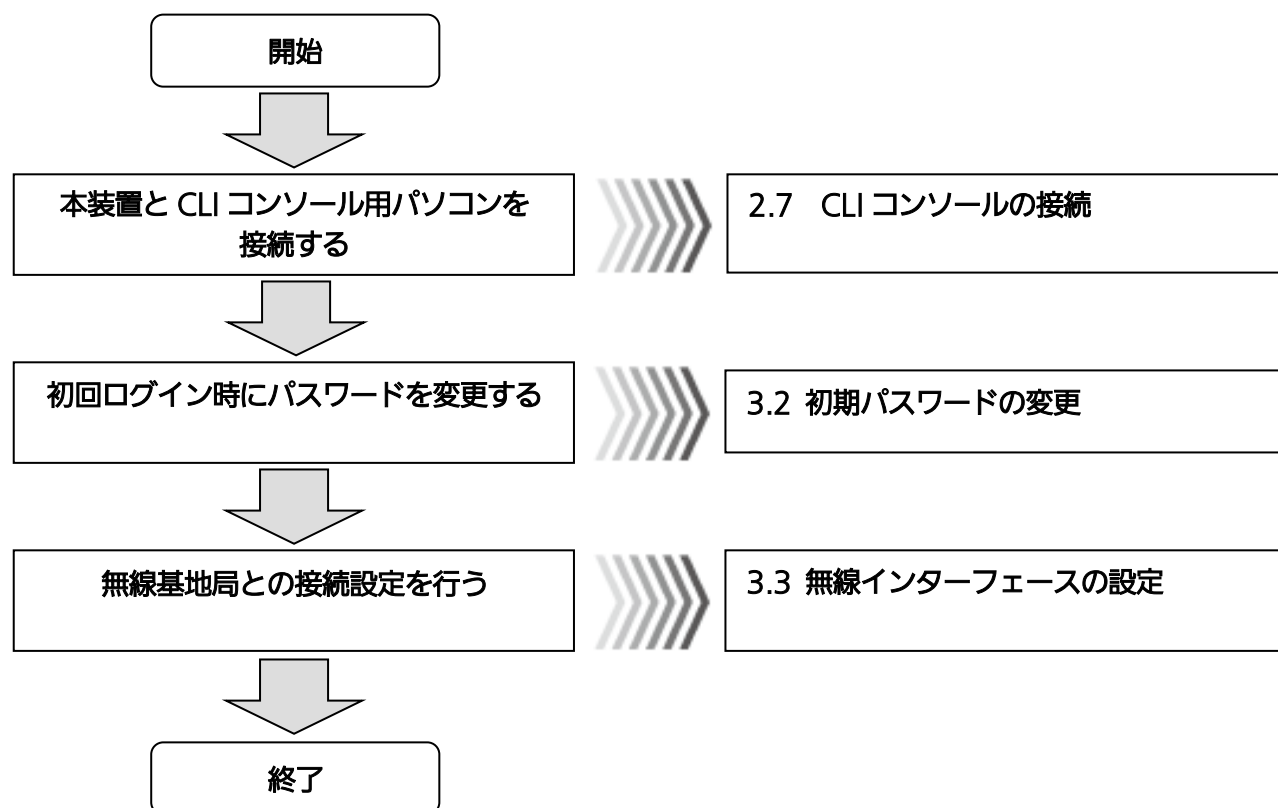 開始
本装置と CLI コンソール用パソコンを
接続する
2.7 CLI コンソールの接続
初回ログイン時にパスワードを変更する
3.2 初期パスワードの変更
無線基地局との接続設定を行う
3.3 無線インターフェースの設定
終了